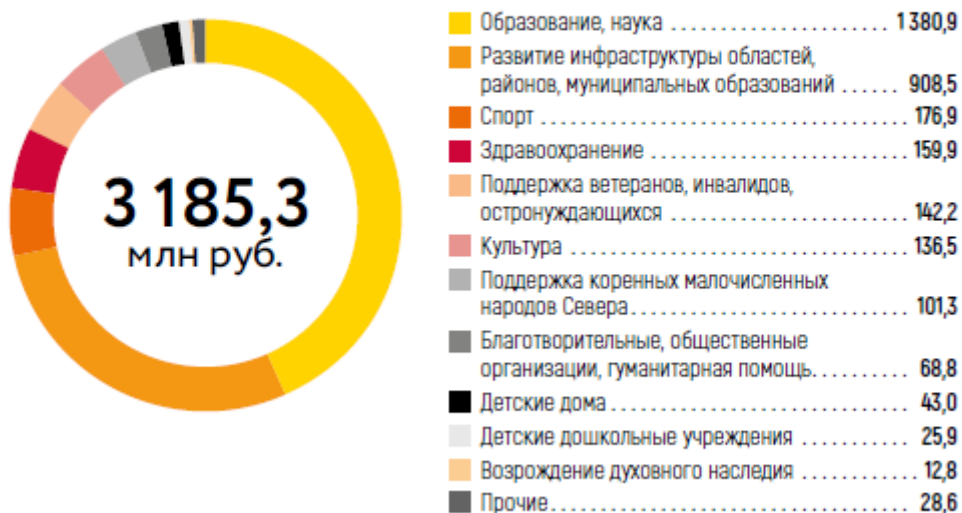 3 185,3
млн руб.
Образование, наука ........................ 1 380,9
Развитие инфраструктуры областей,
районов, муниципальных образований ...... 908,5
Спорт ........................................ 176,9
Здравоохранение ........................... 159,9
Поддержка ветеранов, инвалидов,
остронуждающихся ......................... 142,2
Культура ..................................... 136,5
Поддержка коренных малочисленных
народов Севера ............................. 101,3
Благотворительные, общественные
организации, гуманитарная помощь .......... 68,8
Детские дома ................................ 43,0
Детские дошкольные учреждения ........... 25,9
Возрождение духовного наследия ............ 12,8
Прочие ....................................... 28,6